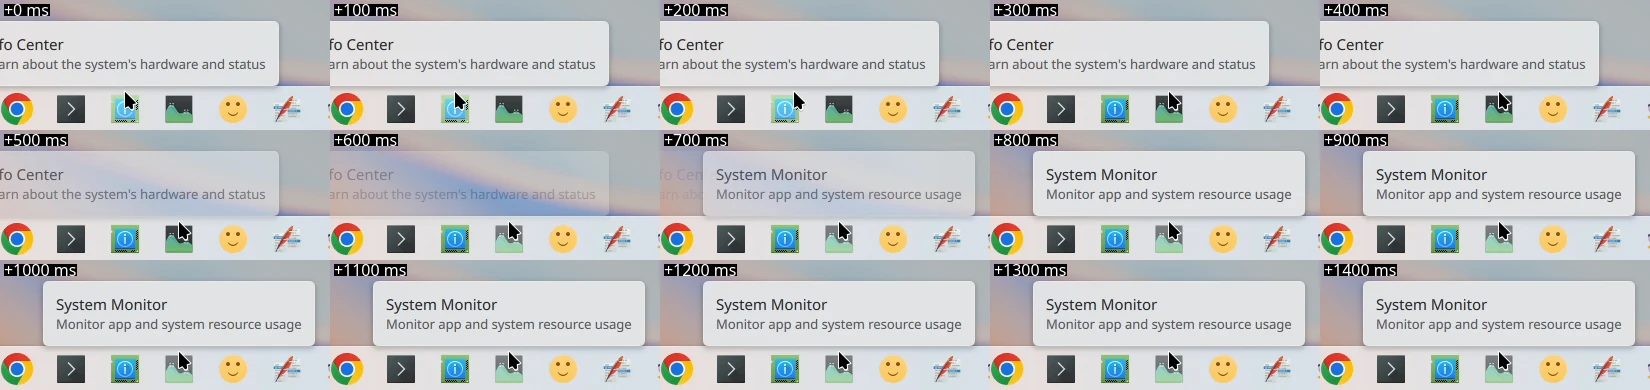 +0 ms
+100 ms
+200 ms
+300 ms
+400 ms
fo Center
fo Center
fo Center
fo Center
fo Center
arn about the system's hardware and status
arn about the system's hardware and status
arn about the system's hardware and status
arn about the system's hardware and status
arn about the system's hardware and status
+500 ms
+600 ms
+700 ms
+800 ms
+900 ms
fo Center
fo Center
fo Cen
System Monitor
System Monitor
System Monitor
arn about the system's hardware and status
arn about the system's hardware and status
arn abo
Monitor app and system resource usage
Monitor app and system resource usage
Monitor app and system resource usage
+1000 ms
+1100 ms
+1200 ms
+1300 ms
+1400 ms
System Monitor
System Monitor
System Monitor
System Monitor
System Monitor
Monitor app and system resource usage
Monitor app and system resource usage
Monitor app and system resource usage
Monitor app and system resource usage
Monitor app and system resource usage